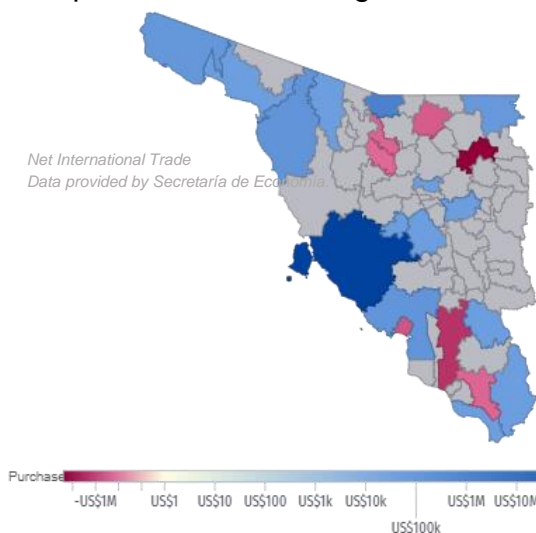 Net International Trade
Data provided by Secretaría de Economía.
Purchase
-US$1M US$1 US$10 US$100 US$1k US$10k US$1M US$10M
US$100k